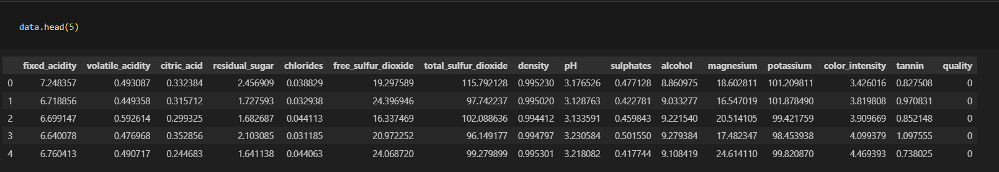 data.head(5)
fixed_acidity volatile_acidity citric_acid residual_sugar chlorides free_sulfur_dioxide total_sulfur_dioxide density pH sulphates alcohol magnesium potassium color_intensity tannin quality
0 7.248357 0.493087 0.332384 2.456909 0.038829 19.297589 115.792128 0.995230 3.176526 0.477128 8.860975 18.602811 101.209811 3.426016 0.827508 0
1 6.718856 0.449358 0.315712 1.727593 0.032938 24.396946 97.742237 0.995020 3.128763 0.422781 9.033277 16.547019 101.878490 3.819808 0.970831 0
2 6.699147 0.592614 0.299325 1.682687 0.044113 16.337469 102.088636 0.994412 3.133591 0.459843 9.221540 20.514105 99.421759 3.909669 0.852148 0
3 6.640078 0.476968 0.352856 2.103085 0.031185 20.972252 96.149177 0.994797 3.230584 0.501550 9.279384 17.482347 98.453938 4.099379 1.097555 0
4 6.760413 0.490717 0.244683 1.641138 0.044063 24.068720 99.279899 0.995301 3.218082 0.417744 9.108419 24.614110 99.820870 4.469393 0.738025 0